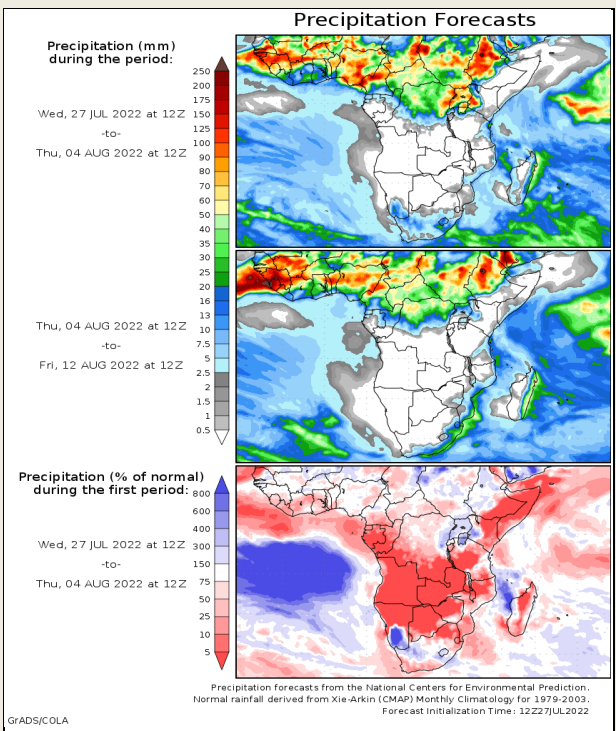 Precipitation Forecasts
Precipitation (mm)
during the period:
250
200
175
150
125
100
90
80
70
60
50
40
35
30
25
20
16
13
10
7.5
5
2.5
2
1.5
1
0.5
Wed, 27 JUL 2022 at 12Z
-to-
Thu, 04 AUG 2022 at 12Z
Thu, 04 AUG 2022 at 12Z
-to-
Fri, 12 AUG 2022 at 12Z
Precipitation (% of normal)
during the first period:
800
600
400
300
150
75
50
25
10
5
Wed, 27 JUL 2022 at 12Z
-to-
Thu, 04 AUG 2022 at 12Z
Precipitation forecasts from the National Centers for Environmental Prediction.
Normal rainfall derived from Xie-Arkin (CMAP) Monthly Climatology for 1979-2003.
Forecast Initialization Time: 12Z27JUL2022
GrADS/COLA